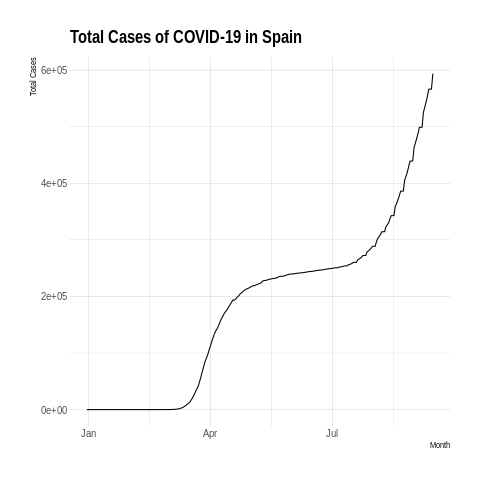 Total Cases of COVID-19 in Spain
Total Cases
6e+05
4e+05
2e+05
0e+00
Jan Apr Jul
Month